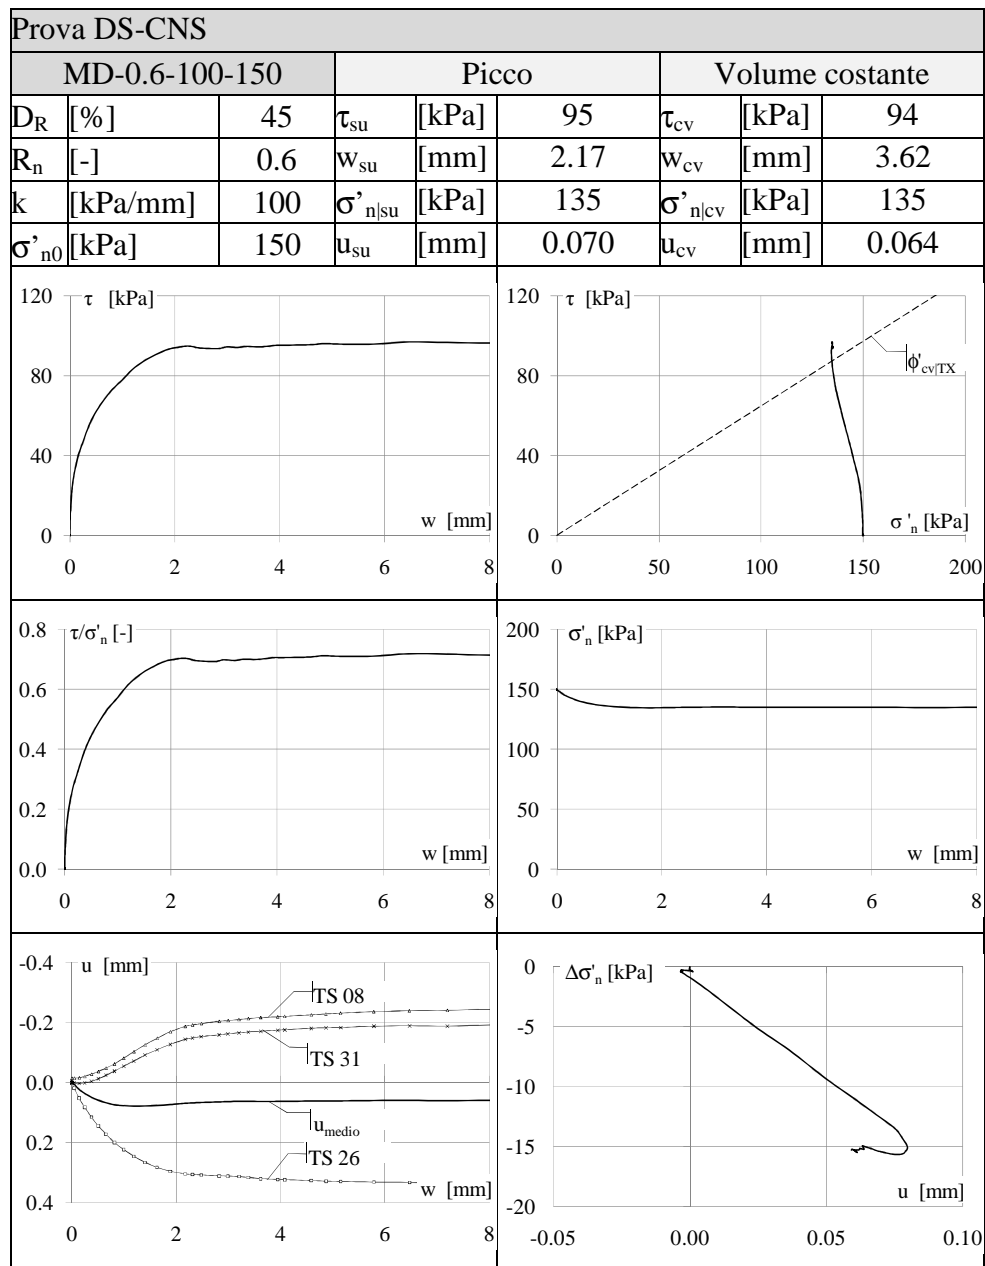 Prova DS-CNS
MD-0.6-100-150 Picco Volume costante
D_R [%] 45 τ_su [kPa] 95 τ_cv [kPa] 94
R_n [-] 0.6 w_su [mm] 2.17 w_cv [mm] 3.62
k [kPa/mm] 100 σ'_n|su [kPa] 135 σ'_n|cv [kPa] 135
σ'_n0 [kPa] 150 u_su [mm] 0.070 u_cv [mm] 0.064
τ [kPa]
120
80
40
0
w [mm]
0 2 4 6 8
τ [kPa]
120
80
40
0
ϕ'_cv|TX
σ'_n [kPa]
0 50 100 150 200
τ/σ'_n [-]
0.8
0.6
0.4
0.2
0.0
w [mm]
0 2 4 6 8
σ'_n [kPa]
200
150
100
50
0
w [mm]
0 2 4 6 8
u [mm]
-0.4
-0.2
0.0
0.2
0.4
TS 08
TS 31
u_medio
TS 26
w [mm]
0 2 4 6 8
Δσ'_n [kPa]
0
-5
-10
-15
-20
u [mm]
-0.05 0.00 0.05 0.10